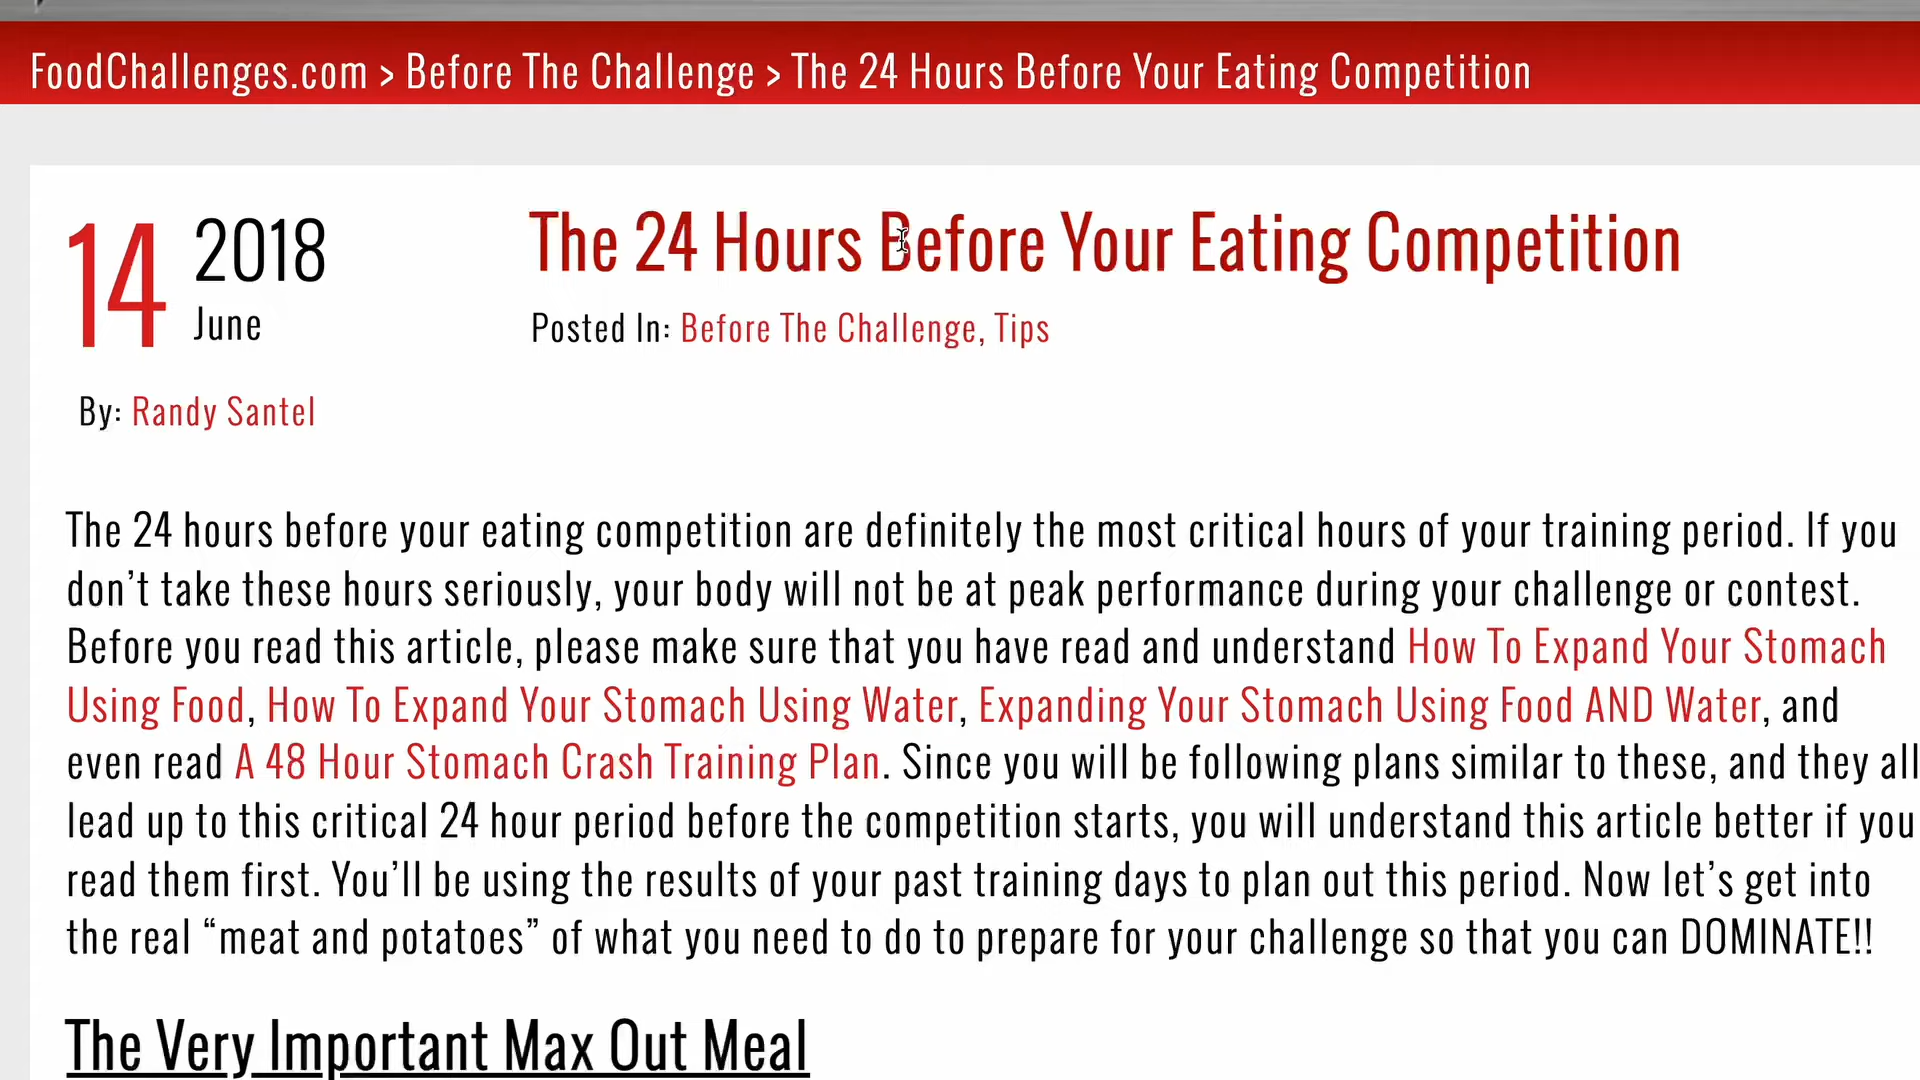 FoodChallenges.com > Before The Challenge > The 24 Hours Before Your Eating Competition
14
2018
June
The 24 Hours Before Your Eating Competition
Posted In: Before The Challenge, Tips
By: Randy Santel
The 24 hours before your eating competition are definitely the most critical hours of your training period. If you
don’t take these hours seriously, your body will not be at peak performance during your challenge or contest.
Before you read this article, please make sure that you have read and understand How To Expand Your Stomach
Using Food, How To Expand Your Stomach Using Water, Expanding Your Stomach Using Food AND Water, and
even read A 48 Hour Stomach Crash Training Plan. Since you will be following plans similar to these, and they all
lead up to this critical 24 hour period before the competition starts, you will understand this article better if you
read them first. You’ll be using the results of your past training days to plan out this period. Now let’s get into
the real “meat and potatoes” of what you need to do to prepare for your challenge so that you can DOMINATE!!
The Very Important Max Out Meal